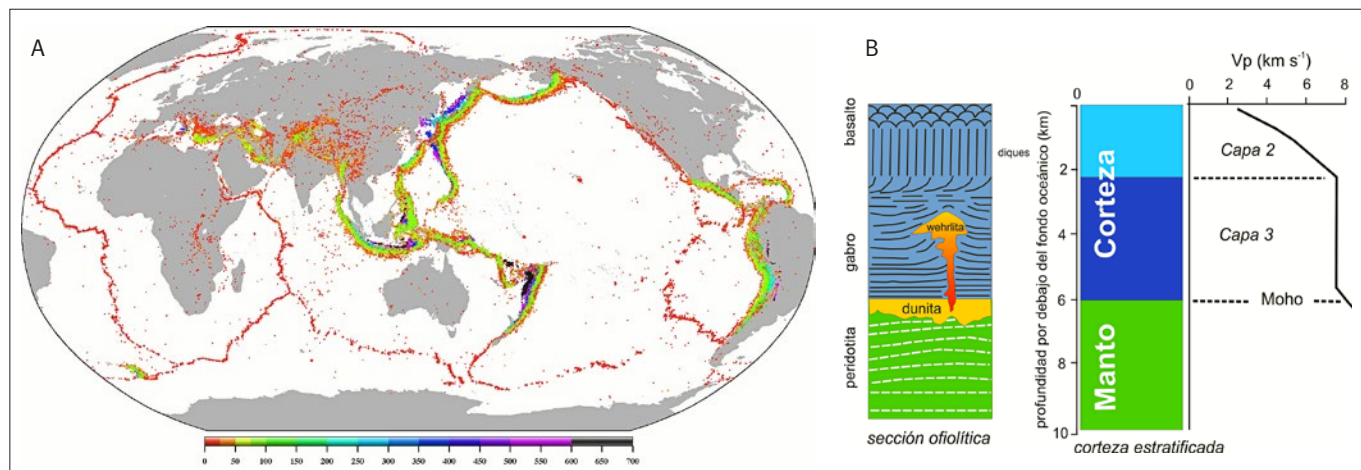 A
0 50 100 150 200 250 300 350 400 450 500 550 600 700
B
basalto
gabro
peridotita
diques
wehrlita
dunita
sección ofiolítica
profundidad por debajo del fondo oceánico (km)
0
2
4
6
8
10
Corteza
Manto
corteza estratificada
Vp (km s⁻¹)
0 2 4 6 8
Capa 2
Capa 3
Moho